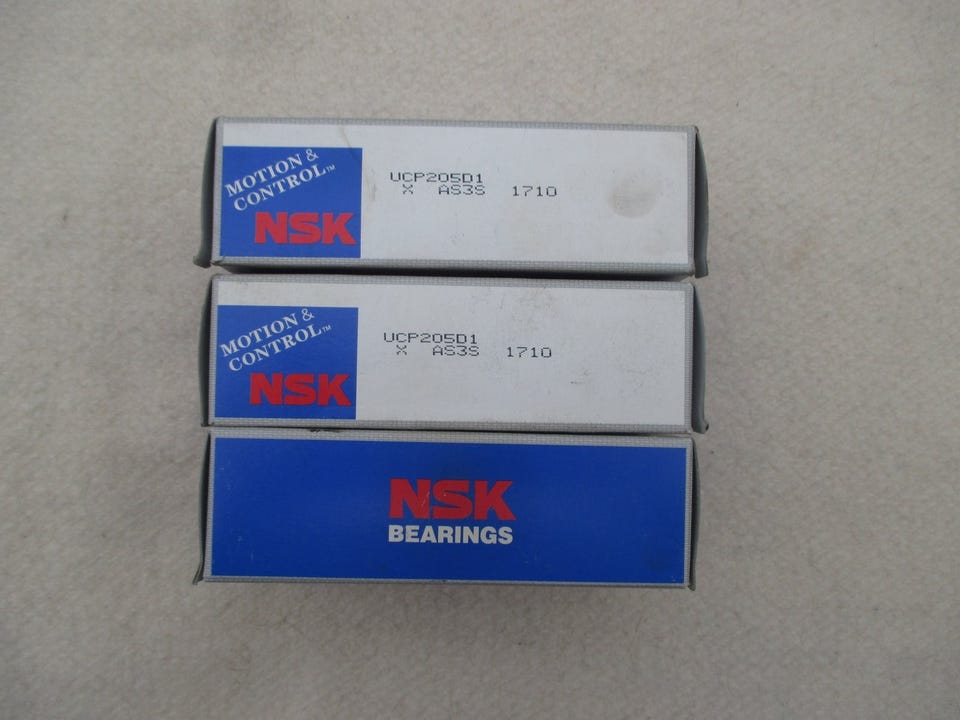 MOTION &
CONTROL™
NSK
UCP205D1
X AS3S 1710
MOTION &
CONTROL™
NSK
UCP205D1
X AS3S 1710
NSK
BEARINGS